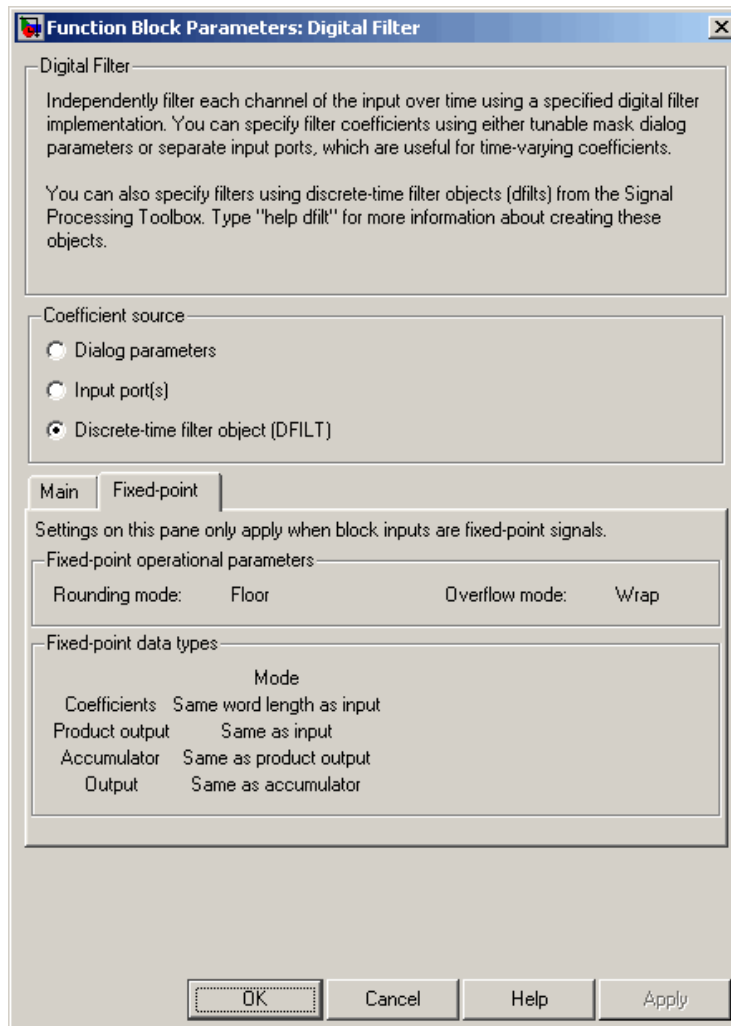 Function Block Parameters: Digital Filter
Digital Filter
Independently filter each channel of the input over time using a specified digital filter
implementation. You can specify filter coefficients using either tunable mask dialog
parameters or separate input ports, which are useful for time-varying coefficients.
You can also specify filters using discrete-time filter objects (dfilts) from the Signal
Processing Toolbox. Type "help dfilt" for more information about creating these
objects.
Coefficient source
Dialog parameters
Input port(s)
Discrete-time filter object (DFILT)
Main Fixed-point
Settings on this pane only apply when block inputs are fixed-point signals.
Fixed-point operational parameters
Rounding mode: Floor Overflow mode: Wrap
Fixed-point data types
Mode
Coefficients Same word length as input
Product output Same as input
Accumulator Same as product output
Output Same as accumulator
OK Cancel Help Apply